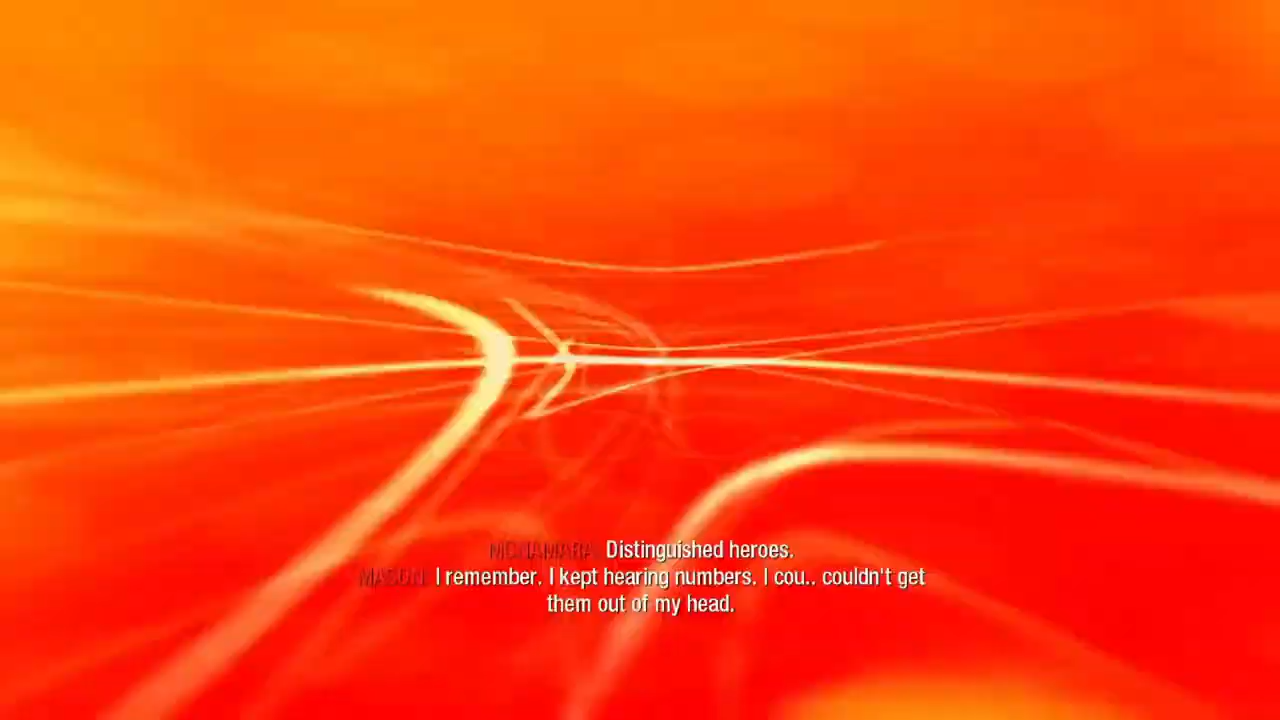 MCNAMARA: Distinguished heroes.
MASON: I remember. I kept hearing numbers. I cou.. couldn't get
them out of my head.